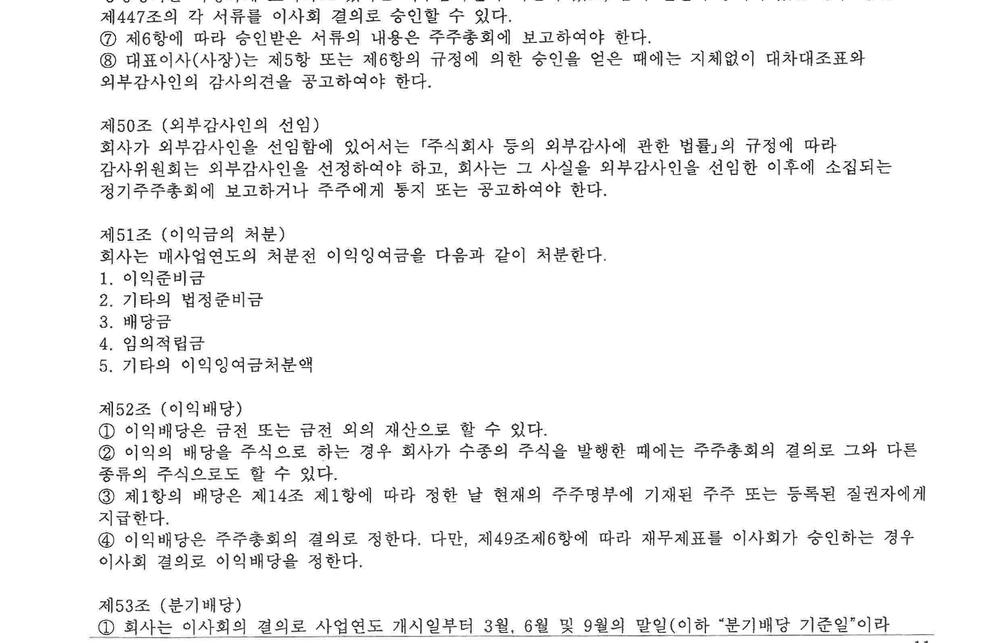 제447조의 각 서류를 이사회 결의로 승인할 수 있다.
⑦ 제6항에 따라 승인받은 서류의 내용은 주주총회에 보고하여야 한다.
⑧ 대표이사(사장)는 제5항 또는 제6항의 규정에 의한 승인을 얻은 때에는 지체없이 대차대조표와
외부감사인의 감사의견을 공고하여야 한다.
제50조 (외부감사인의 선임)
회사가 외부감사인을 선임함에 있어서는 「주식회사 등의 외부감사에 관한 법률」의 규정에 따라
감사위원회는 외부감사인을 선정하여야 하고, 회사는 그 사실을 외부감사인을 선임한 이후에 소집되는
정기주주총회에 보고하거나 주주에게 통지 또는 공고하여야 한다.
제51조 (이익금의 처분)
회사는 매사업연도의 처분전 이익잉여금을 다음과 같이 처분한다.
1. 이익준비금
2. 기타의 법정준비금
3. 배당금
4. 임의적립금
5. 기타의 이익잉여금처분액
제52조 (이익배당)
① 이익배당은 금전 또는 금전 외의 재산으로 할 수 있다.
② 이익의 배당을 주식으로 하는 경우 회사가 수종의 주식을 발행한 때에는 주주총회의 결의로 그와 다른
종류의 주식으로도 할 수 있다.
③ 제1항의 배당은 제14조 제1항에 따라 정한 날 현재의 주주명부에 기재된 주주 또는 등록된 질권자에게
지급한다.
④ 이익배당은 주주총회의 결의로 정한다. 다만, 제49조제6항에 따라 재무제표를 이사회가 승인하는 경우
이사회 결의로 이익배당을 정한다.
제53조 (분기배당)
① 회사는 이사회의 결의로 사업연도 개시일부터 3월, 6월 및 9월의 말일(이하 "분기배당 기준일"이라